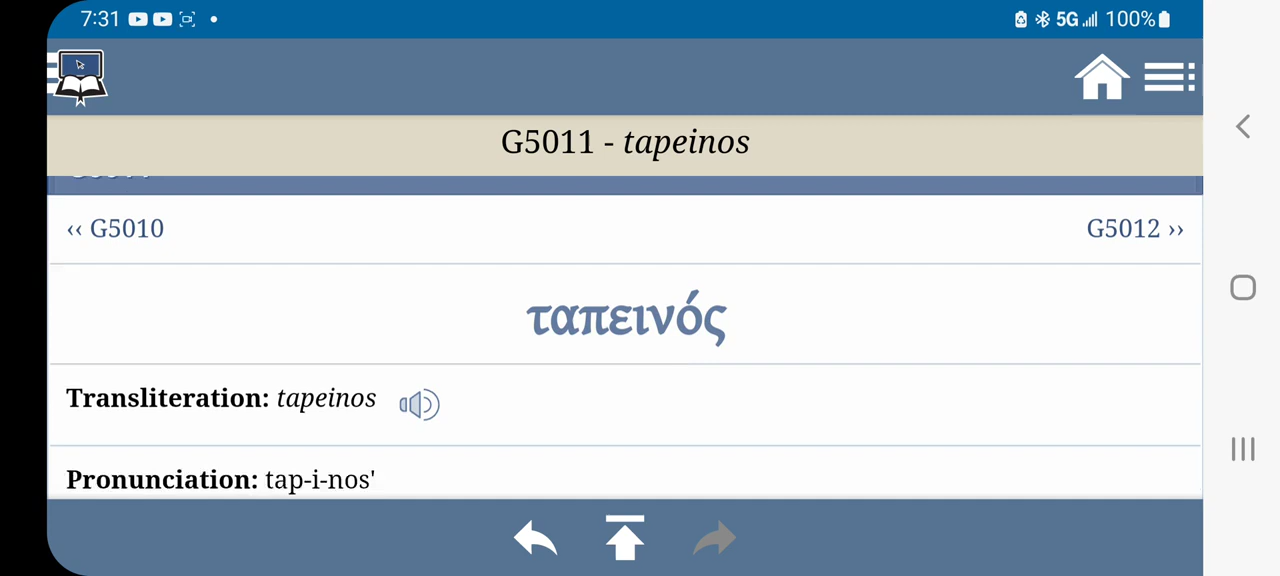 7:31 5G 100%
G5011 - tapeinos
‹‹ G5010 G5012 ››
ταπεινός
Transliteration: tapeinos
Pronunciation: tap-i-nos'